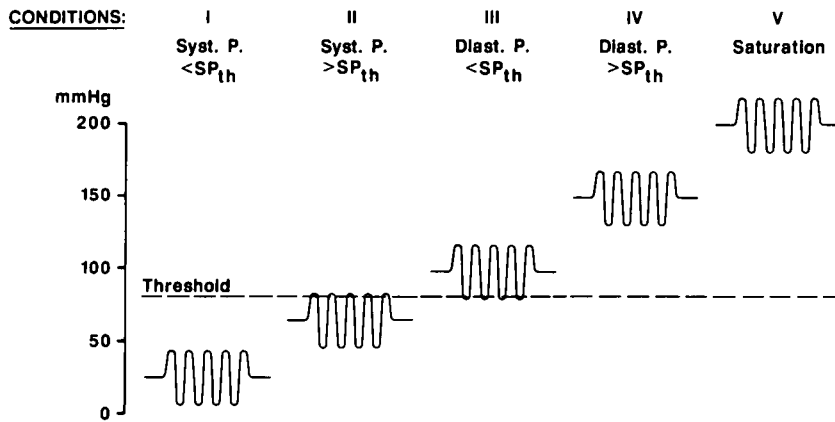 CONDITIONS: I II III IV V
Syst. P. Syst. P. Diast. P. Diast. P. Saturation
<SPth >SPth <SPth >SPth
mmHg
200
150
100
Threshold
50
0